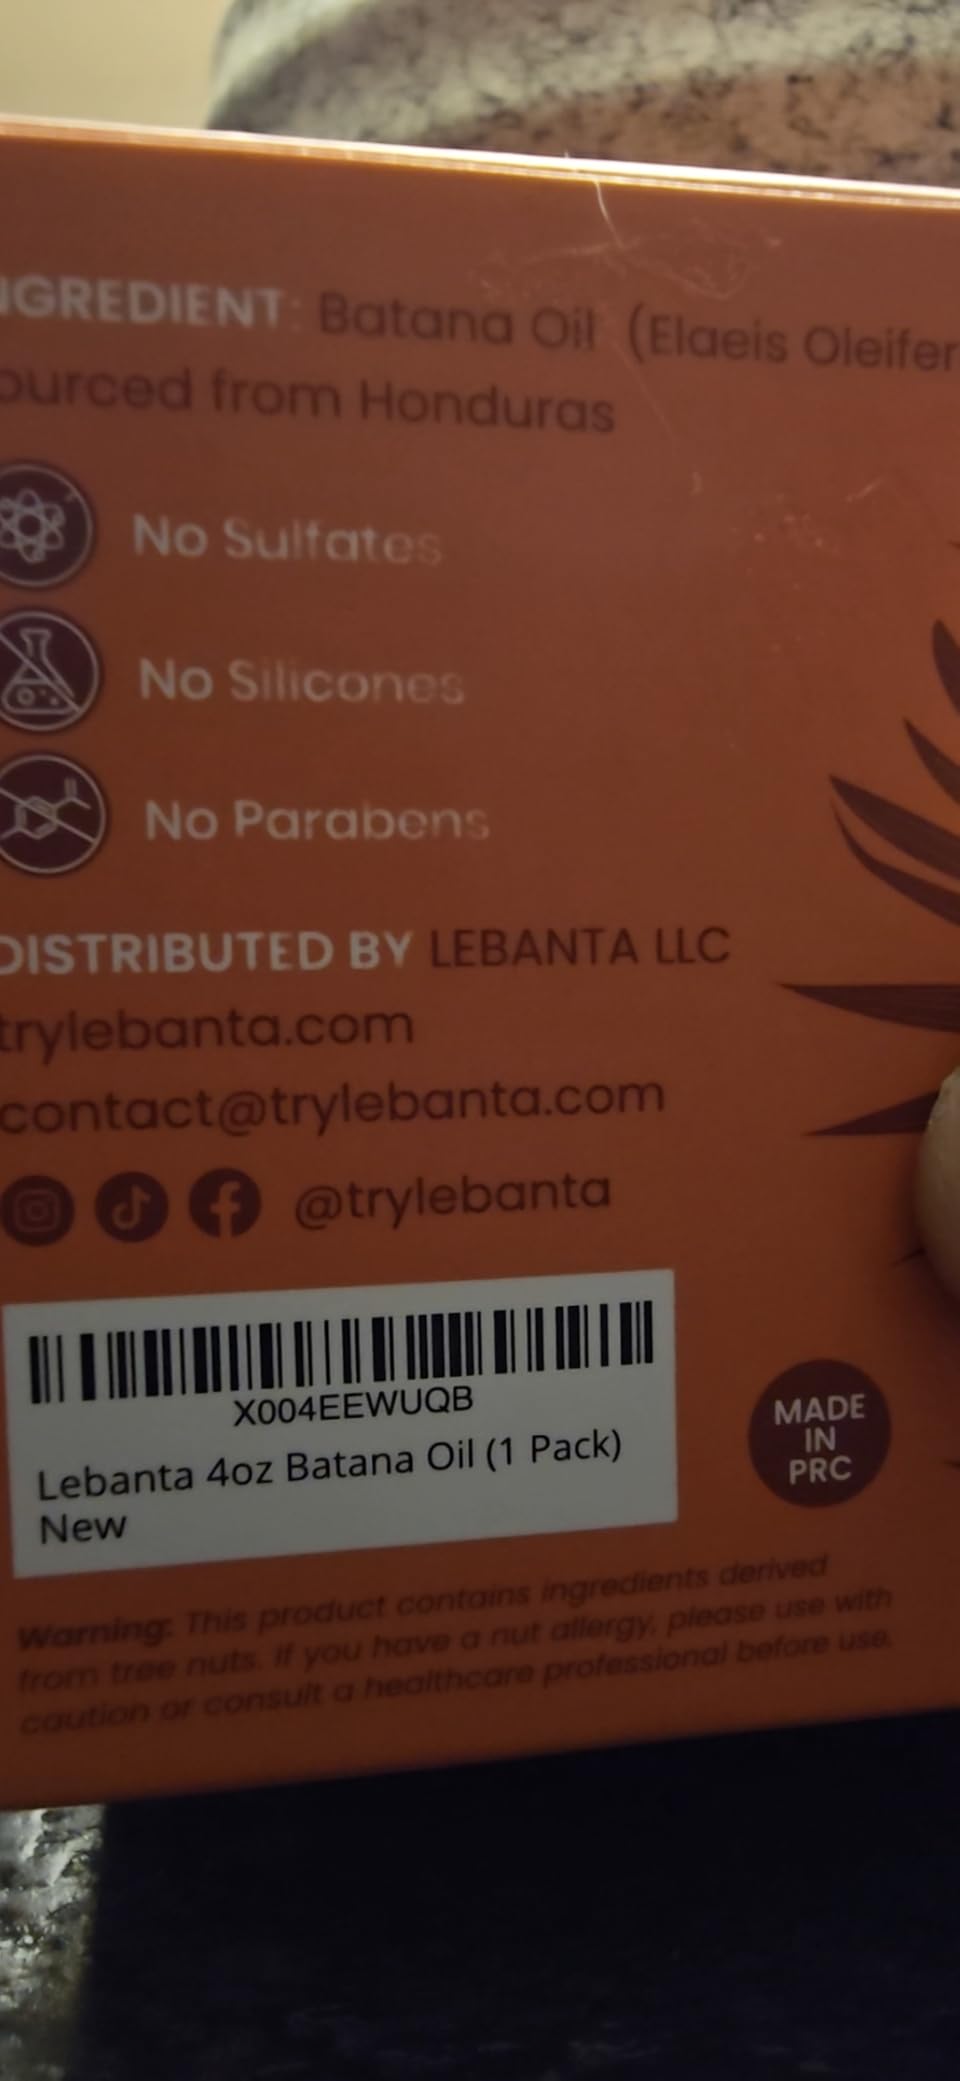 NGREDIENT: Batana Oil (Elaeis Oleifer
ourced from Honduras
No Sulfates
No Silicones
No Parabens
DISTRIBUTED BY LEBANTA LLC
trylebanta.com
contact@trylebanta.com
@trylebanta
X004EEWUQB
Lebanta 4oz Batana Oil (1 Pack)
New
MADE
IN
PRC
Warning: This product contains ingredients derived
from tree nuts. If you have a nut allergy, please use with
caution or consult a healthcare professional before use.